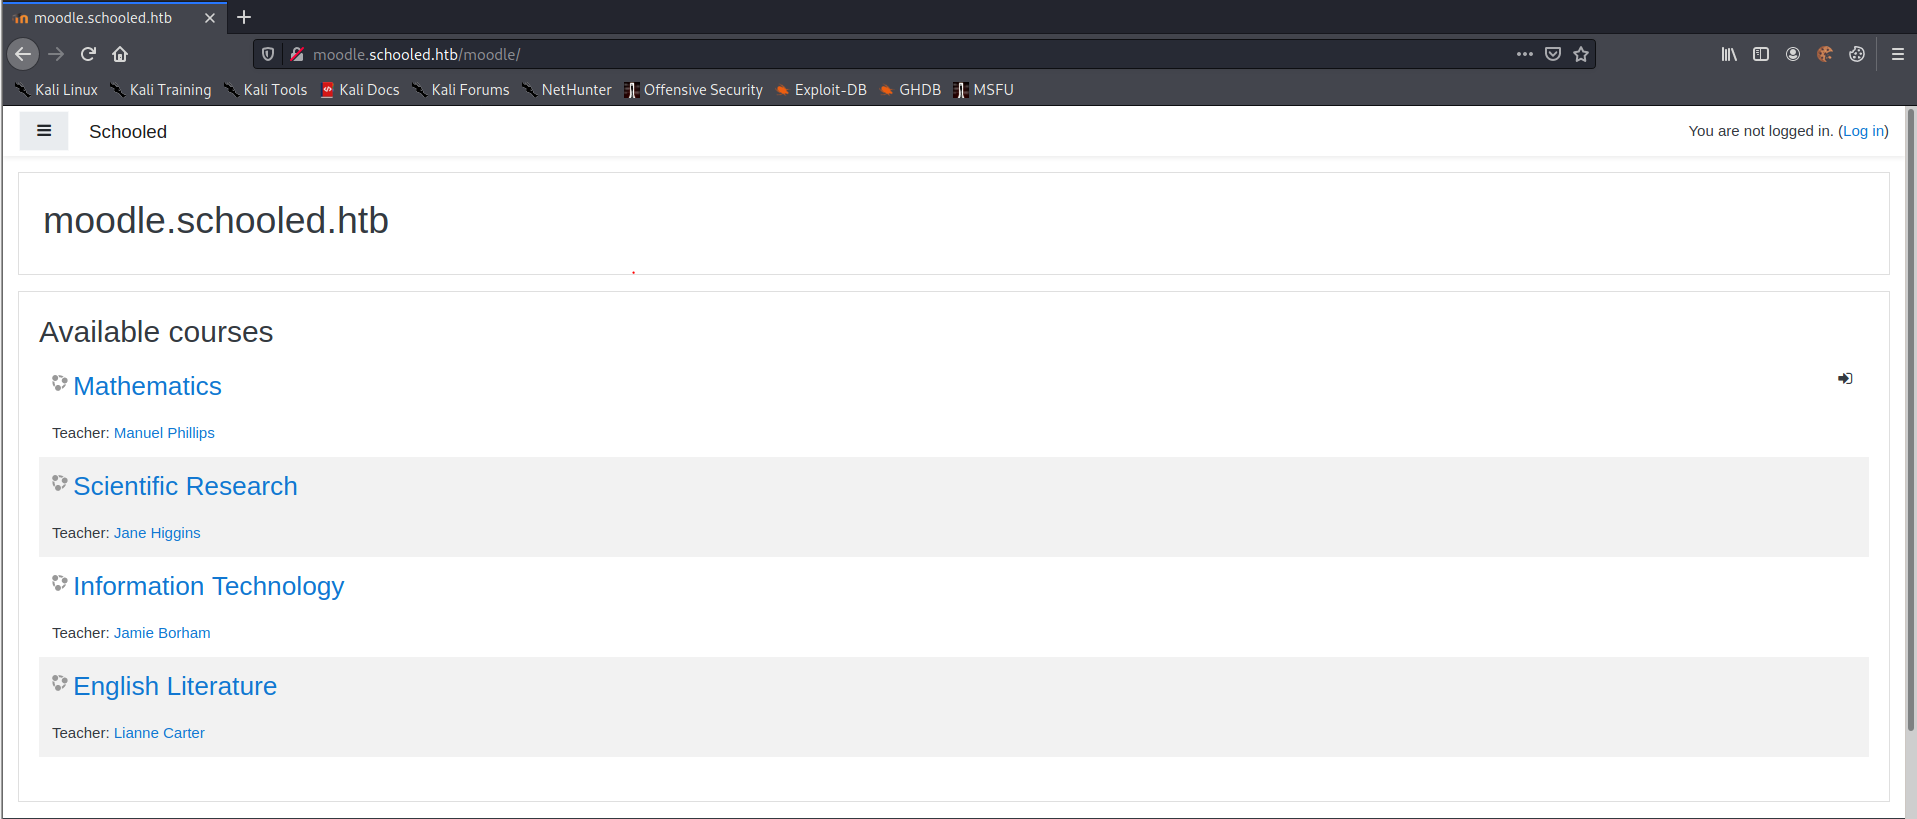 moodle.schooled.htb
moodle.schooled.htb/moodle/
Kali Linux Kali Training Kali Tools Kali Docs Kali Forums NetHunter Offensive Security Exploit-DB GHDB MSFU
Schooled You are not logged in. (Log in)
moodle.schooled.htb
Available courses
Mathematics
Teacher: Manuel Phillips
Scientific Research
Teacher: Jane Higgins
Information Technology
Teacher: Jamie Borham
English Literature
Teacher: Lianne Carter